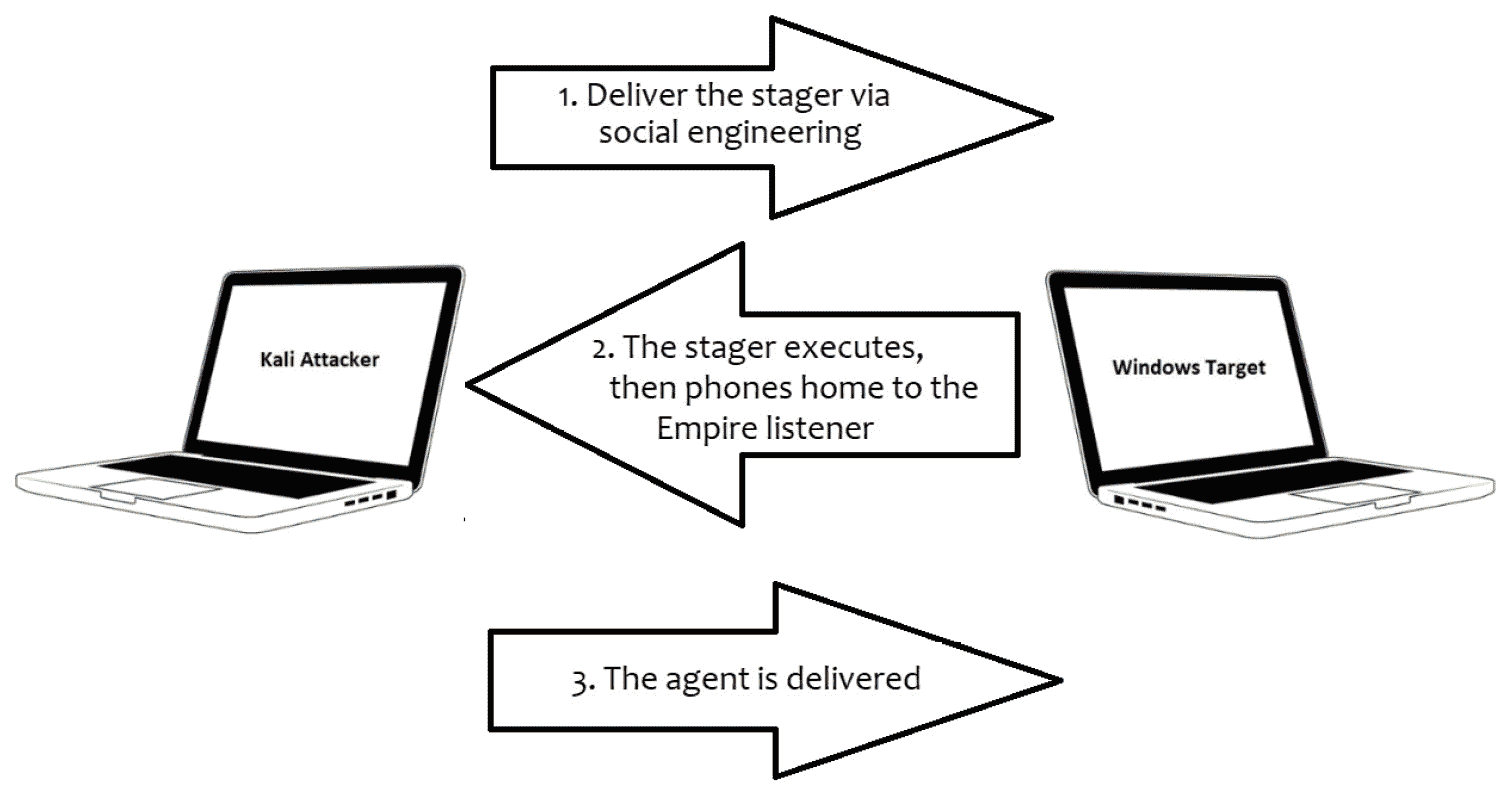 1. Deliver the stager via
social engineering
Kali Attacker
2. The stager executes,
then phones home to the
Empire listener
Windows Target
3. The agent is delivered